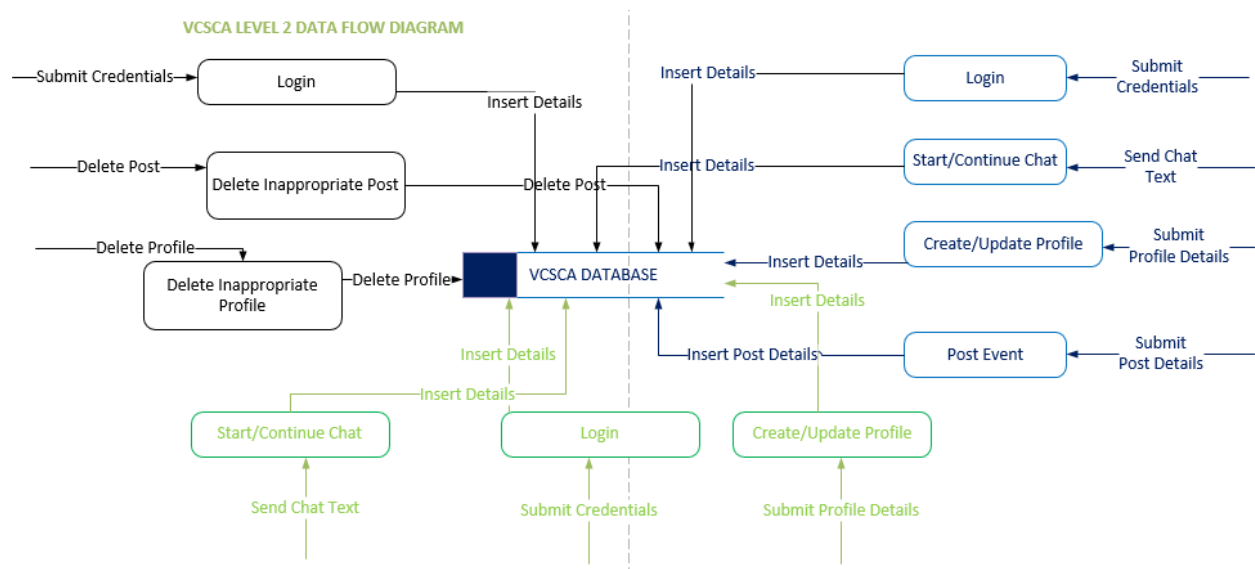 VCSCA LEVEL 2 DATA FLOW DIAGRAM
Submit Credentials
Login
Insert Details
Insert Details
Login
Submit
Credentials
Delete Post
Delete Inappropriate Post
Delete Post
Insert Details
Start/Continue Chat
Send Chat
Text
Delete Profile
Delete Inappropriate
Profile
Delete Profile
VCSCA DATABASE
Insert Details
Create/Update Profile
Submit
Profile Details
Insert Details
Insert Details
Insert Post Details
Post Event
Submit
Post Details
Insert Details
Start/Continue Chat
Login
Create/Update Profile
Send Chat Text
Submit Credentials
Submit Profile Details